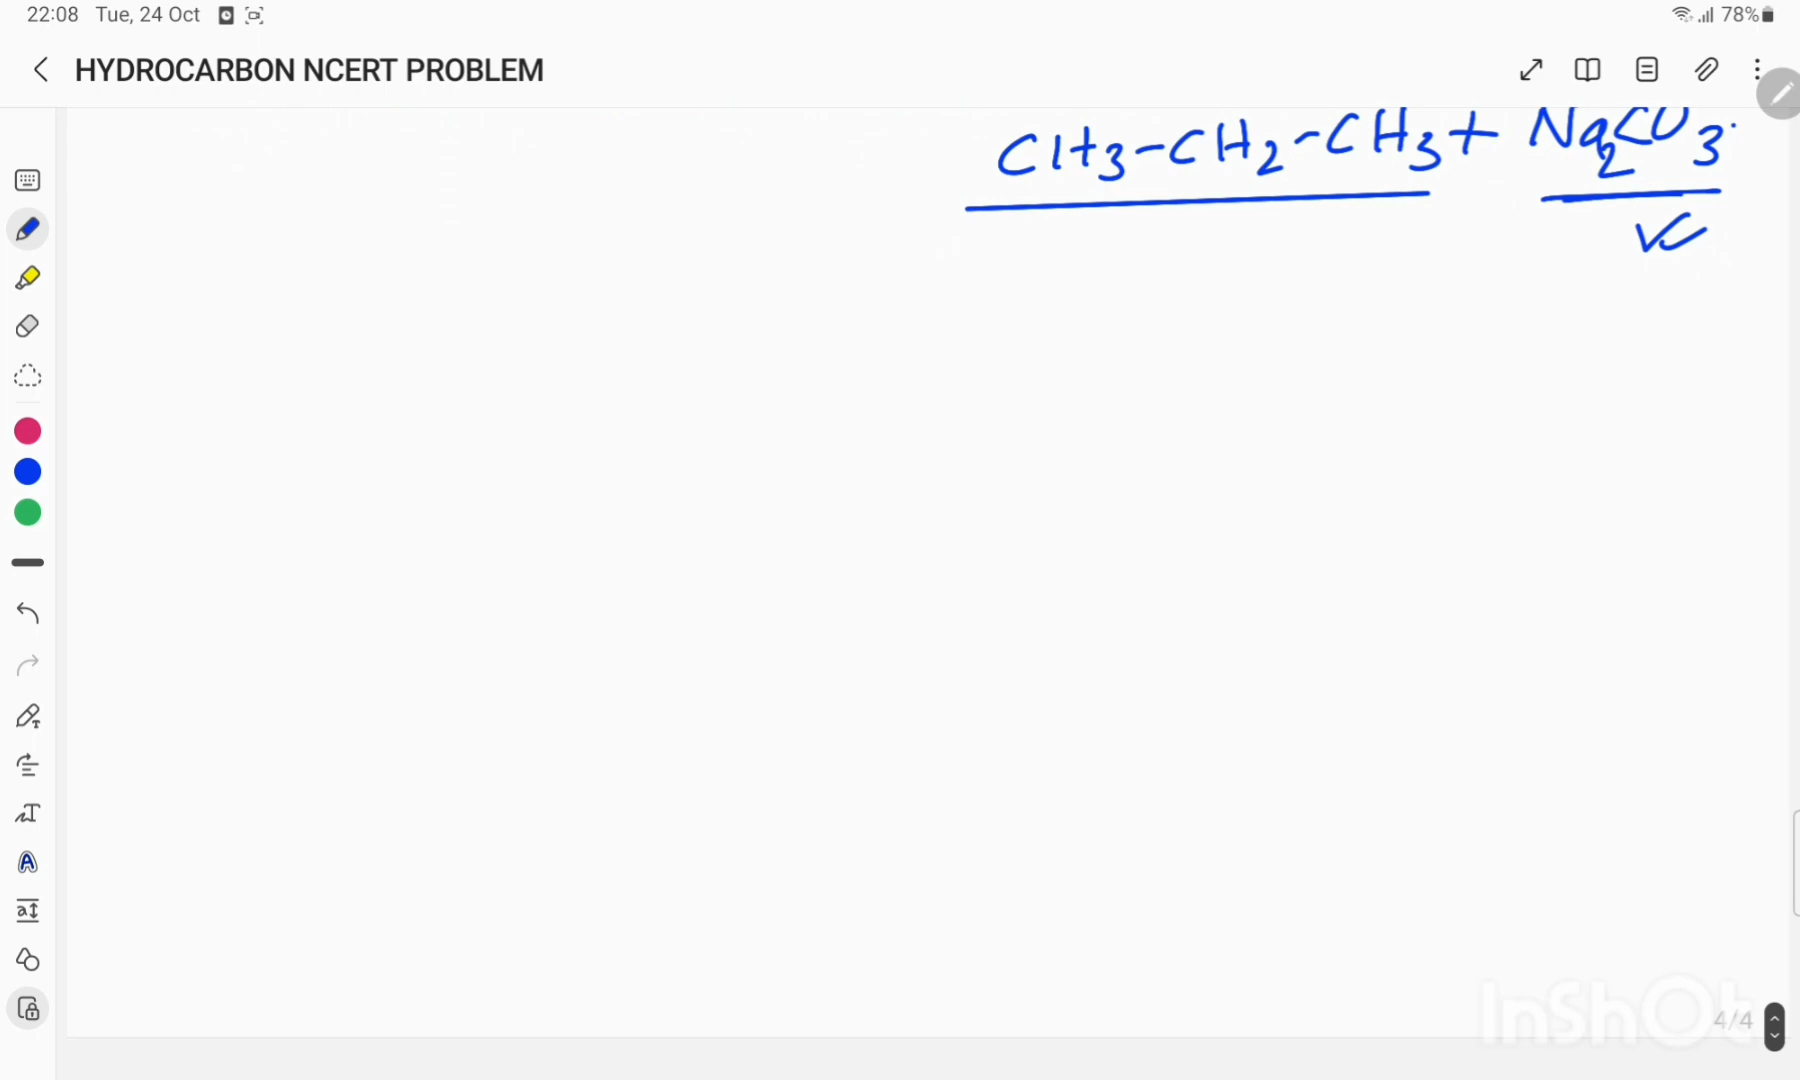 22:08 Tue, 24 Oct 78%
HYDROCARBON NCERT PROBLEM
CH3-CH2-CH3 + Na2CO3.
InShOt
4/4